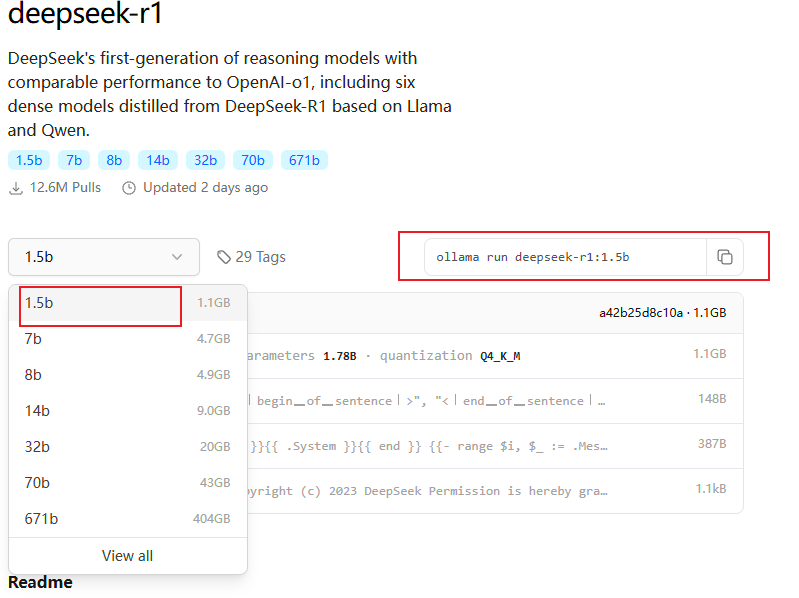 deepseek-r1
DeepSeek's first-generation of reasoning models with
comparable performance to OpenAI-o1, including six
dense models distilled from DeepSeek-R1 based on Llama
and Qwen.
1.5b 7b 8b 14b 32b 70b 671b
12.6M Pulls Updated 2 days ago
1.5b 29 Tags ollama run deepseek-r1:1.5b
1.5b 1.1GB
7b 4.7GB
8b 4.9GB
14b 9.0GB
32b 20GB
70b 43GB
671b 404GB
View all
a42b25d8c10a · 1.1GB
arameters 1.78B · quantization Q4_K_M 1.1GB
|begin__of__sentence|>", "<|end__of__sentence|… 148B
}}{{ .System }}{{ end }} {{- range $i, $_ := .Mes… 387B
yright (c) 2023 DeepSeek Permission is hereby gra… 1.1kB
Readme